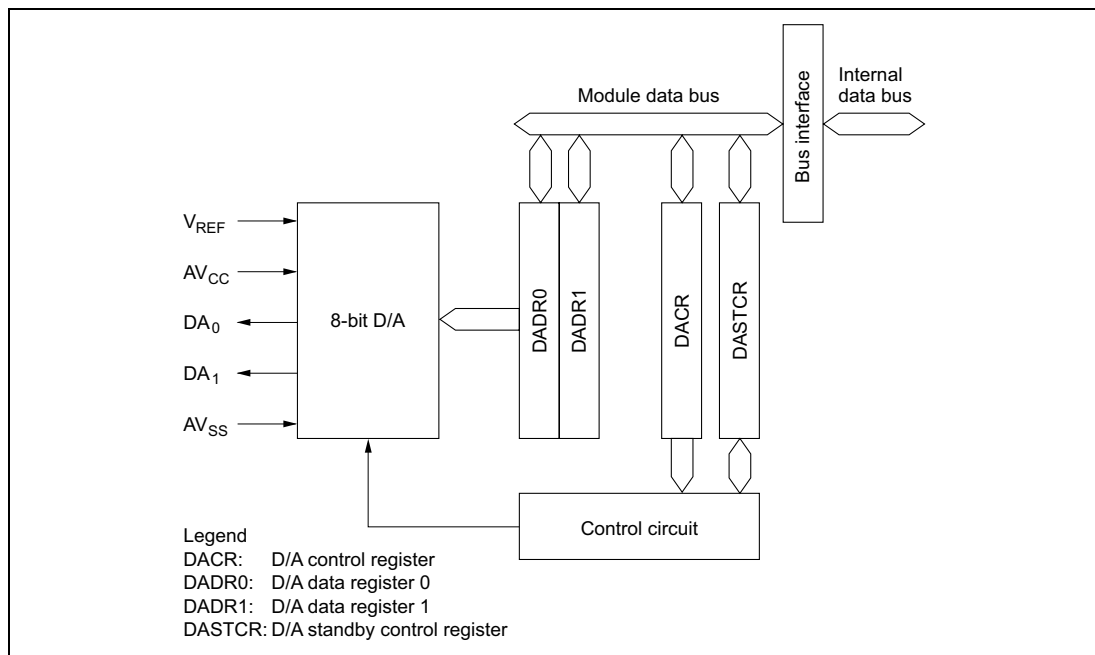 Module data bus
Internal
data bus
Bus interface
V_REF
AV_CC
DA_0
DA_1
AV_SS
8-bit D/A
DADR0
DADR1
DACR
DASTCR
Control circuit
Legend
DACR: D/A control register
DADR0: D/A data register 0
DADR1: D/A data register 1
DASTCR: D/A standby control register